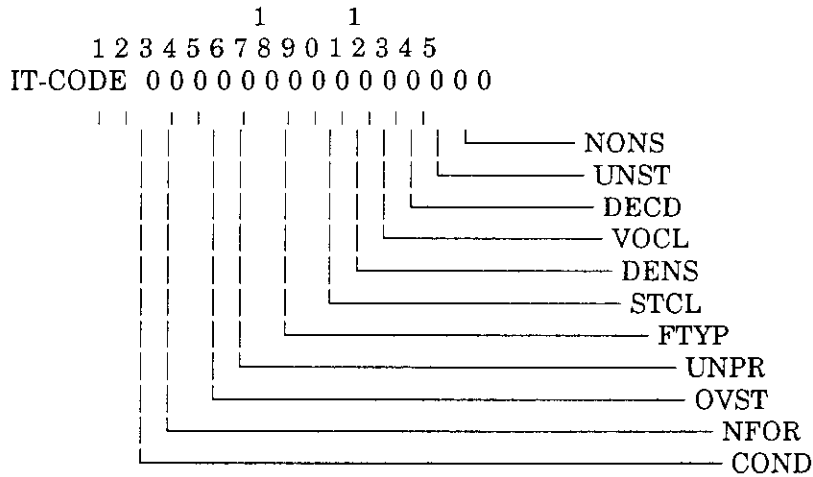 1 1
1 2 3 4 5 6 7 8 9 0 1 2 3 4 5
IT-CODE 0 0 0 0 0 0 0 0 0 0 0 0 0 0 0
NONS
UNST
DECD
VOCL
DENS
STCL
FTYP
UNPR
OVST
NFOR
COND